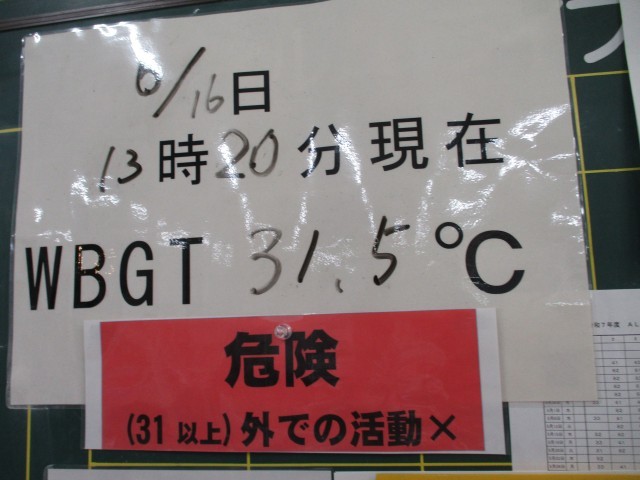 6/16日
13時20分現在
WBGT 31.5℃
危険
(31 以上)外での活動×